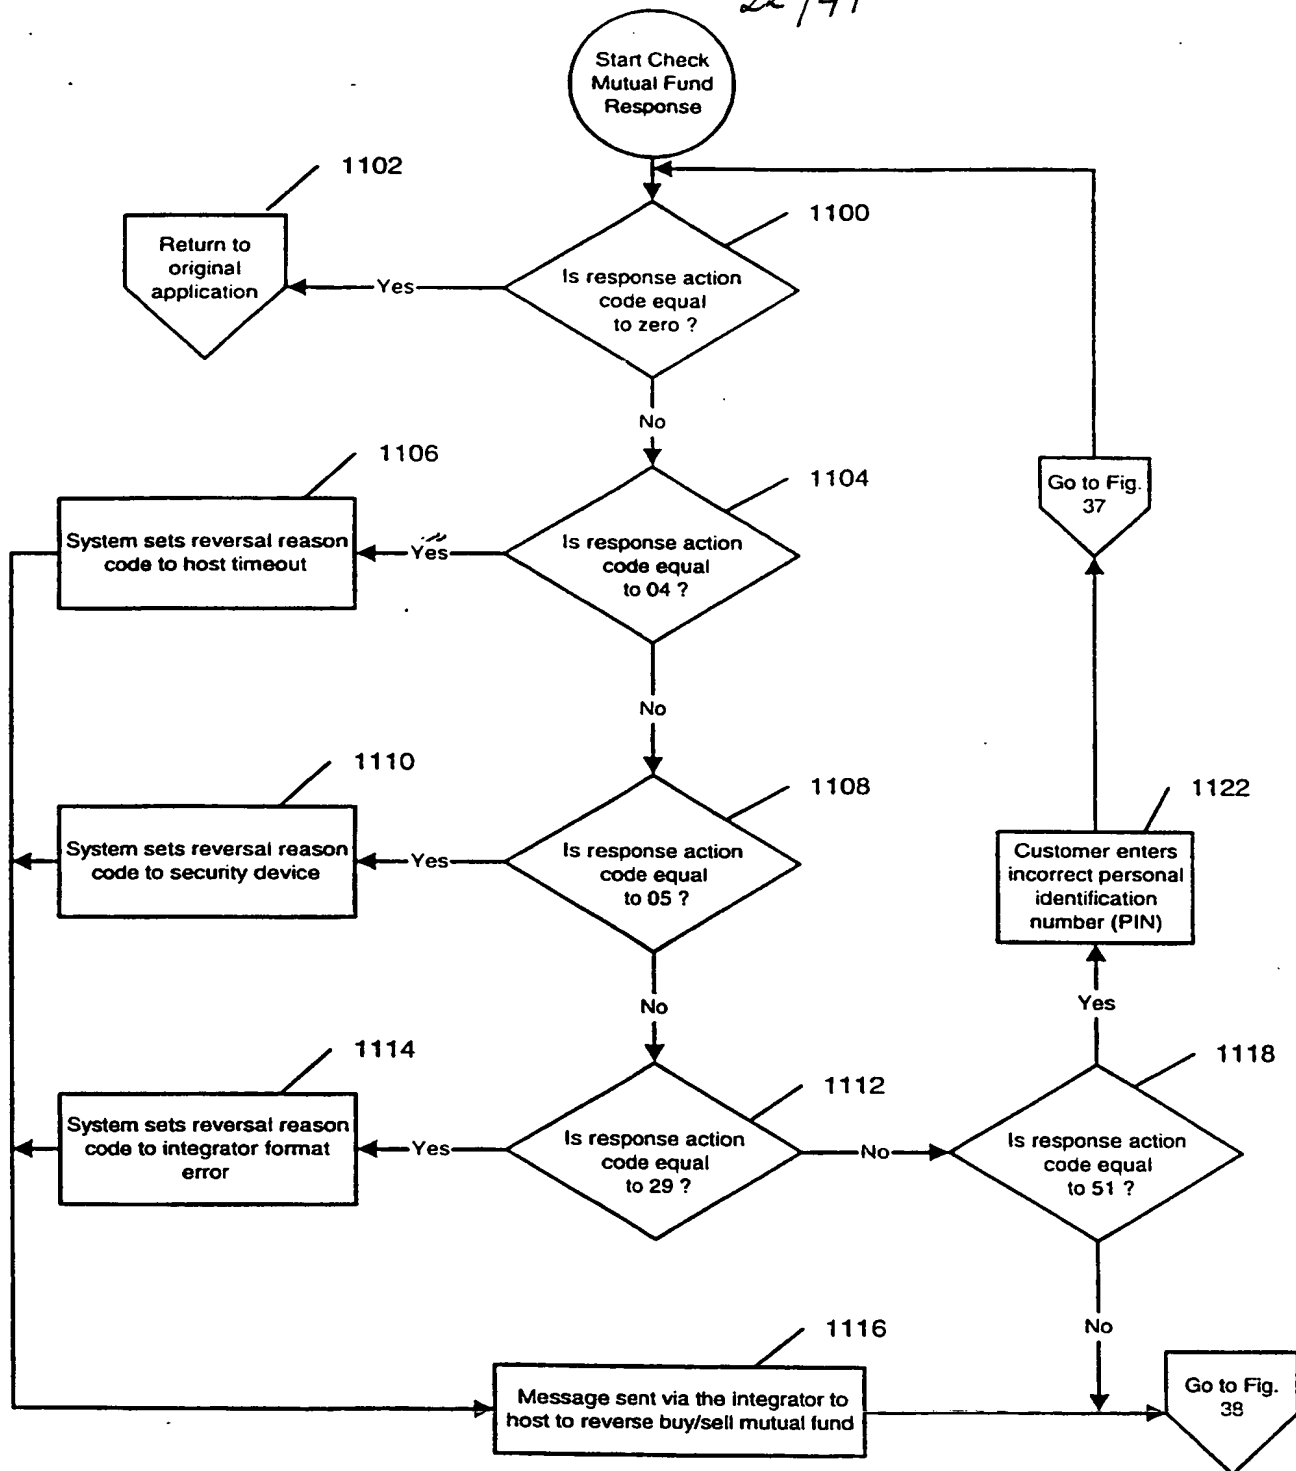 Start Check
Mutual Fund
Response
1102
1100
Return to
original
application
Yes
Is response action
code equal
to zero ?
No
1106
1104
Go to Fig.
37
System sets reversal reason
code to host timeout
Yes
Is response action
code equal
to 04 ?
No
1110
1108
1122
System sets reversal reason
code to security device
Yes
Is response action
code equal
to 05 ?
Customer enters
incorrect personal
identification
number (PIN)
No
Yes
1114
1112
1118
System sets reversal reason
code to integrator format
error
Yes
Is response action
code equal
to 29 ?
No
Is response action
code equal
to 51 ?
No
1116
Message sent via the integrator to
host to reverse buy/sell mutual fund
Go to Fig.
38